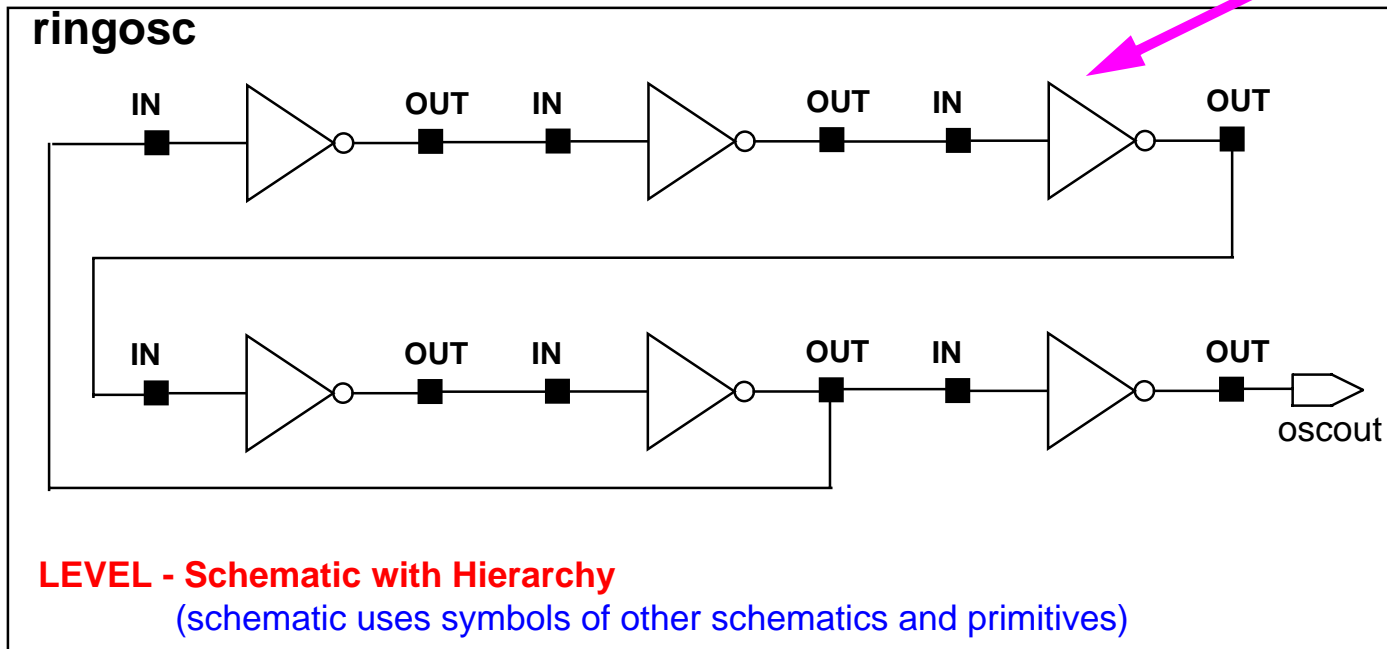 ringosc
IN OUT IN OUT IN OUT
IN OUT IN OUT IN OUT
oscout
LEVEL - Schematic with Hierarchy
(schematic uses symbols of other schematics and primitives)